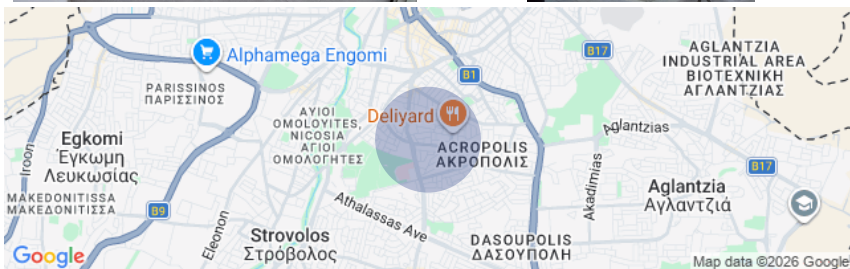 Alphamega Engomi
B17
AGLANTZIA
INDUSTRIAL AREA
ΒΙΟΤΕΧΝΙΚΗ
ΑΓΛΑΝΤΖΙΑΣ
B1
PARISSINOS
ΠΑΡΙΣΣΙΝΟΣ
ΑΥΙΟΙ
OMOLOYITES,
NICOSIA
ΑΓΙΟΙ
ΟΜΟΛΟΓΗΤΕΣ
Deliyard
Aglantzias
Egkomi
Έγκωμη
Λευκωσίας
ACROPOLIS
ΑΚΡΟΠΟΛΙΣ
Iroon
B17
Akadimias
Aglantzia
Αγλαντζιά
MAKEDONITISSA
ΜΑΚΕΔΟΝΙΤΙΣΣΑ
B9
Eleonon
Athalassas Ave
Strovolos
Στρόβολος
DASOUPOLIS
ΔΑΣΟΥΠΟΛΗ
Google
Map data ©2026 Google